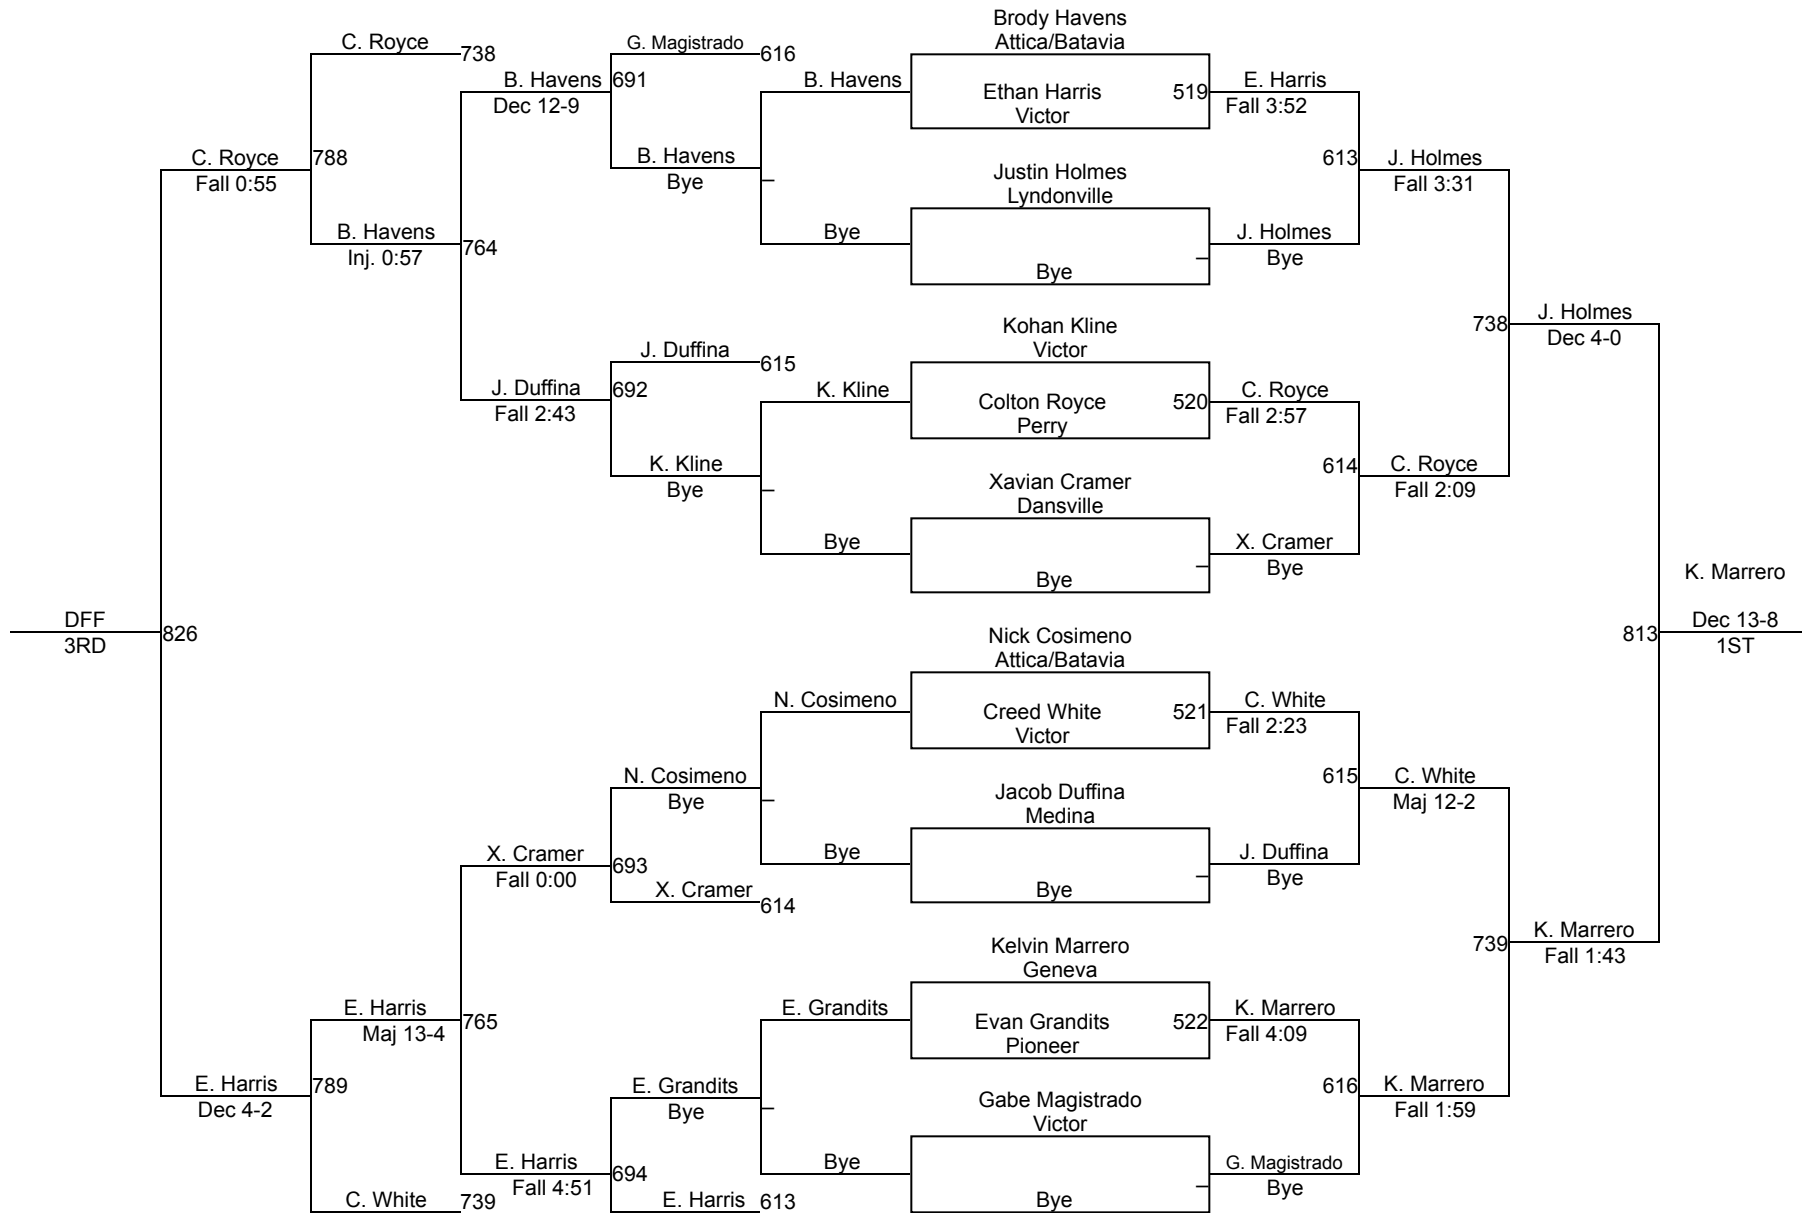 Brody Havens
Attica/Batavia
C. Royce
738
G. Magistrado
616
B. Havens
691
Dec 12-9
B. Havens
Ethan Harris
Victor
519
E. Harris
Fall 3:52
C. Royce
788
Fall 0:55
B. Havens
Bye
Justin Holmes
Lyndonville
613
J. Holmes
Fall 3:31
B. Havens
764
Inj. 0:57
Bye
Bye
J. Holmes
Bye
Kohan Kline
Victor
738
J. Holmes
Dec 4-0
J. Duffina
615
J. Duffina
692
Fall 2:43
K. Kline
Colton Royce
Perry
520
C. Royce
Fall 2:57
K. Kline
Bye
Xavian Cramer
Dansville
614
C. Royce
Fall 2:09
Bye
Bye
X. Cramer
Bye
K. Marrero
DFF
3RD
826
Nick Cosimeno
Attica/Batavia
813
Dec 13-8
1ST
N. Cosimeno
Creed White
Victor
521
C. White
Fall 2:23
N. Cosimeno
Bye
Jacob Duffina
Medina
615
C. White
Maj 12-2
X. Cramer
693
Fall 0:00
Bye
Bye
J. Duffina
Bye
X. Cramer
614
Kelvin Marrero
Geneva
739
K. Marrero
Fall 1:43
E. Harris
765
Maj 13-4
E. Grandits
Evan Grandits
Pioneer
522
K. Marrero
Fall 4:09
E. Harris
789
Dec 4-2
E. Grandits
Bye
Gabe Magistrado
Victor
616
K. Marrero
Fall 1:59
E. Harris
694
Fall 4:51
Bye
Bye
G. Magistrado
Bye
C. White
739
E. Harris
613